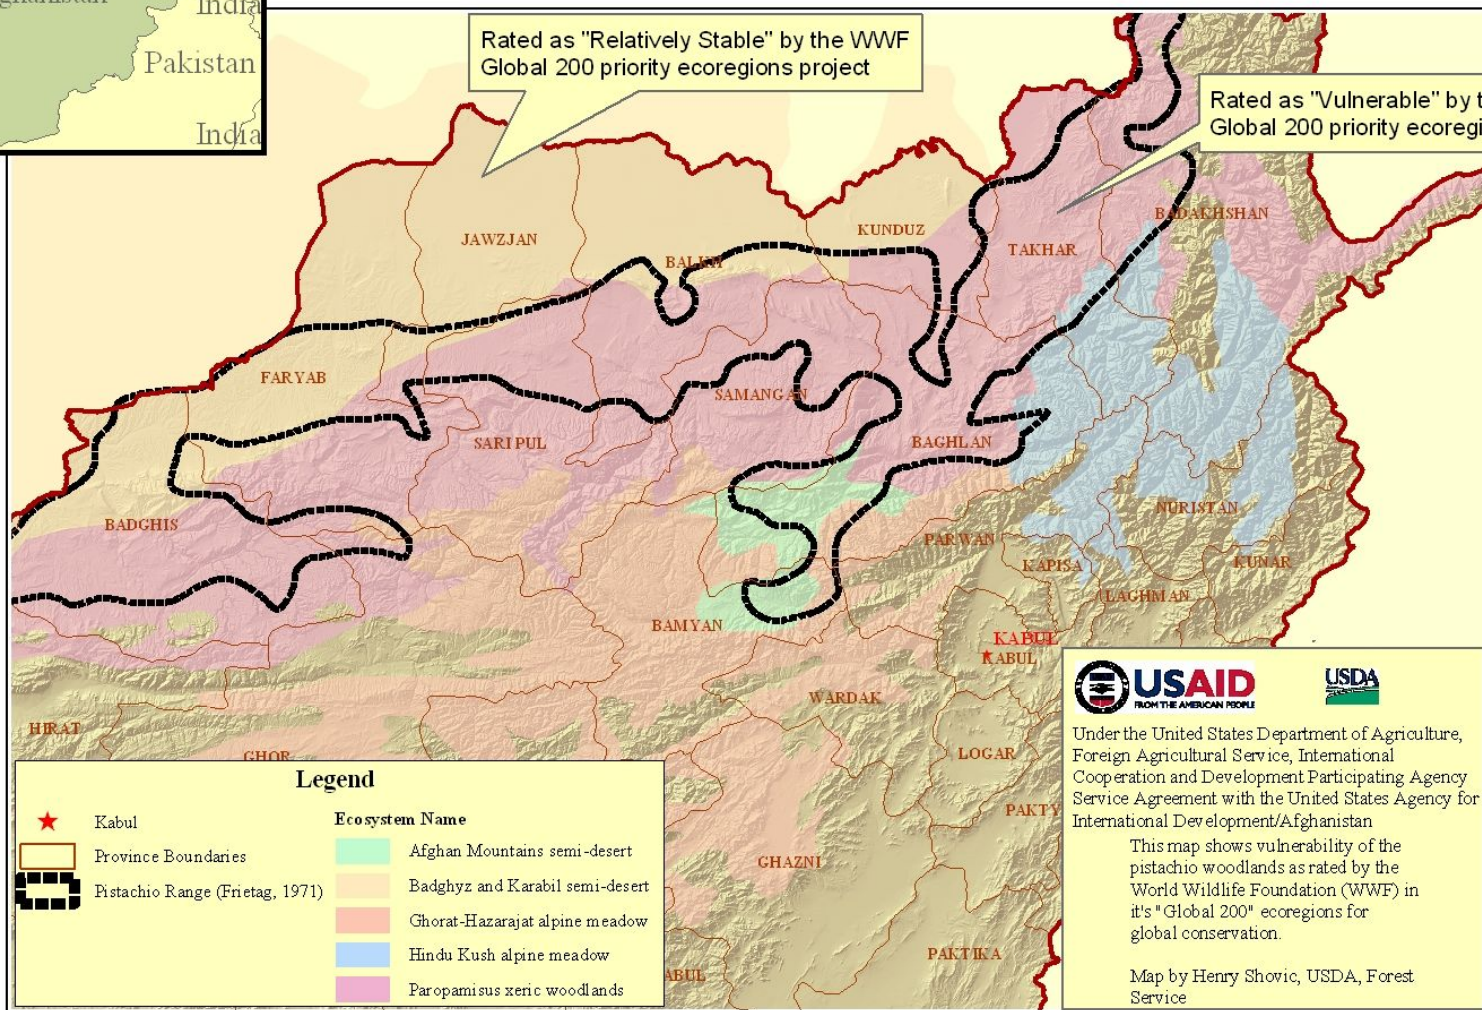 India
Pakistan
India
Rated as "Relatively Stable" by the WWF
Global 200 priority ecoregions project
Rated as "Vulnerable" by t
Global 200 priority ecoregi
BADAKHSHAN
KUNDUZ
JAWZJAN
TAKHAR
BALKH
FARYAB
SAMANGAN
SARI PUL
BAGHLAN
BADGHIS
NURISTAN
PARWAN
KAPISA
KUNAR
LAGHMAN
BAMYAN
KABUL
KABUL
WARDAK
HIRAT
GHOR
LOGAR
PAKTY
GHAZNI
PAKTIKA
ABUL
Legend
Kabul
Province Boundaries
Pistachio Range (Frietag, 1971)
Ecosystem Name
Afghan Mountains semi-desert
Badghyz and Karabil semi-desert
Ghorat-Hazarajat alpine meadow
Hindu Kush alpine meadow
Paropamisus xeric woodlands
USAID
FROM THE AMERICAN PEOPLE
USDA
Under the United States Department of Agriculture,
Foreign Agricultural Service, International
Cooperation and Development Participating Agency
Service Agreement with the United States Agency for
International Development/Afghanistan
This map shows vulnerability of the
pistachio woodlands as rated by the
World Wildlife Foundation (WWF) in
it's "Global 200" ecoregions for
global conservation.
Map by Henry Shovic, USDA, Forest
Service